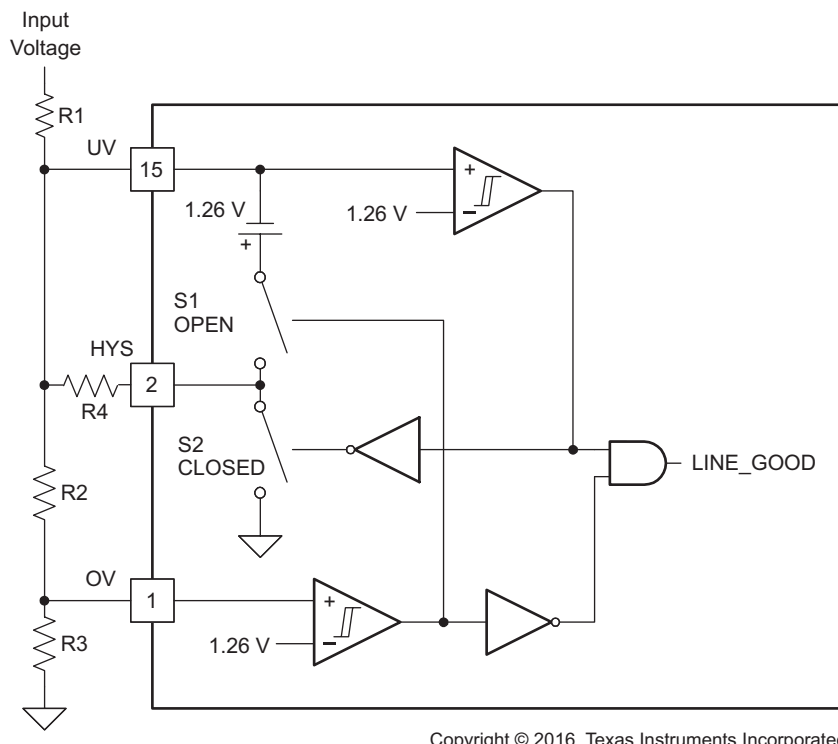 Input
Voltage
R1
UV
15
1.26 V
+
+
−
1.26 V
S1
OPEN
HYS
2
R4
S2
CLOSED
LINE_GOOD
R2
OV
1
+
−
1.26 V
R3
Copyright © 2016, Texas Instruments Incorporated